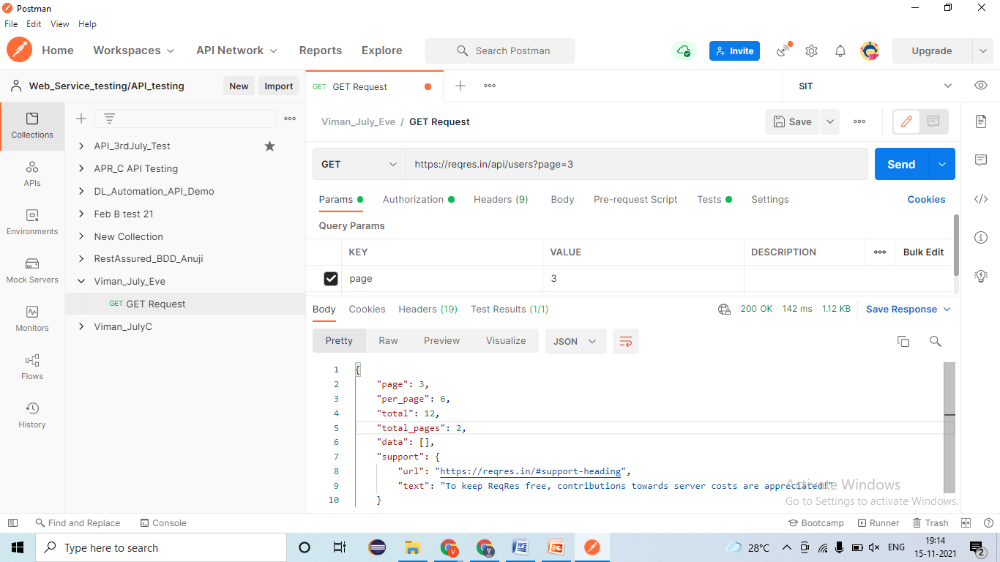 Postman
File Edit View Help
Home Workspaces API Network Reports Explore Search Postman Invite Upgrade
Web_Service_testing/API_testing New Import GET GET Request SIT
Viman_July_Eve / GET Request Save
Collections
APIs
Environments
Mock Servers
Monitors
Flows
History
API_3rdJuly_Test
APR_C API Testing
DL_Automation_API_Demo
Feb B test 21
New Collection
RestAssured_BDD_Anuji
Viman_July_Eve
GET GET Request
Viman_JulyC
GET https://reqres.in/api/users?page=3 Send
Params Authorization Headers (9) Body Pre-request Script Tests Settings Cookies
Query Params
KEY VALUE DESCRIPTION Bulk Edit
page 3
Body Cookies Headers (19) Test Results (1/1) 200 OK 142 ms 1.12 KB Save Response
Pretty Raw Preview Visualize JSON
1 {
2 "page": 3,
3 "per_page": 6,
4 "total": 12,
5 "total_pages": 2,
6 "data": [],
7 "support": {
8 "url": "https://reqres.in/#support-heading",
9 "text": "To keep ReqRes free, contributions towards server costs are appreciated!"
10 }
Activate Windows
Go to Settings to activate Windows.
Find and Replace Console Bootcamp Runner Trash
Type here to search 28°C ENG 19:14
15-11-2021 2